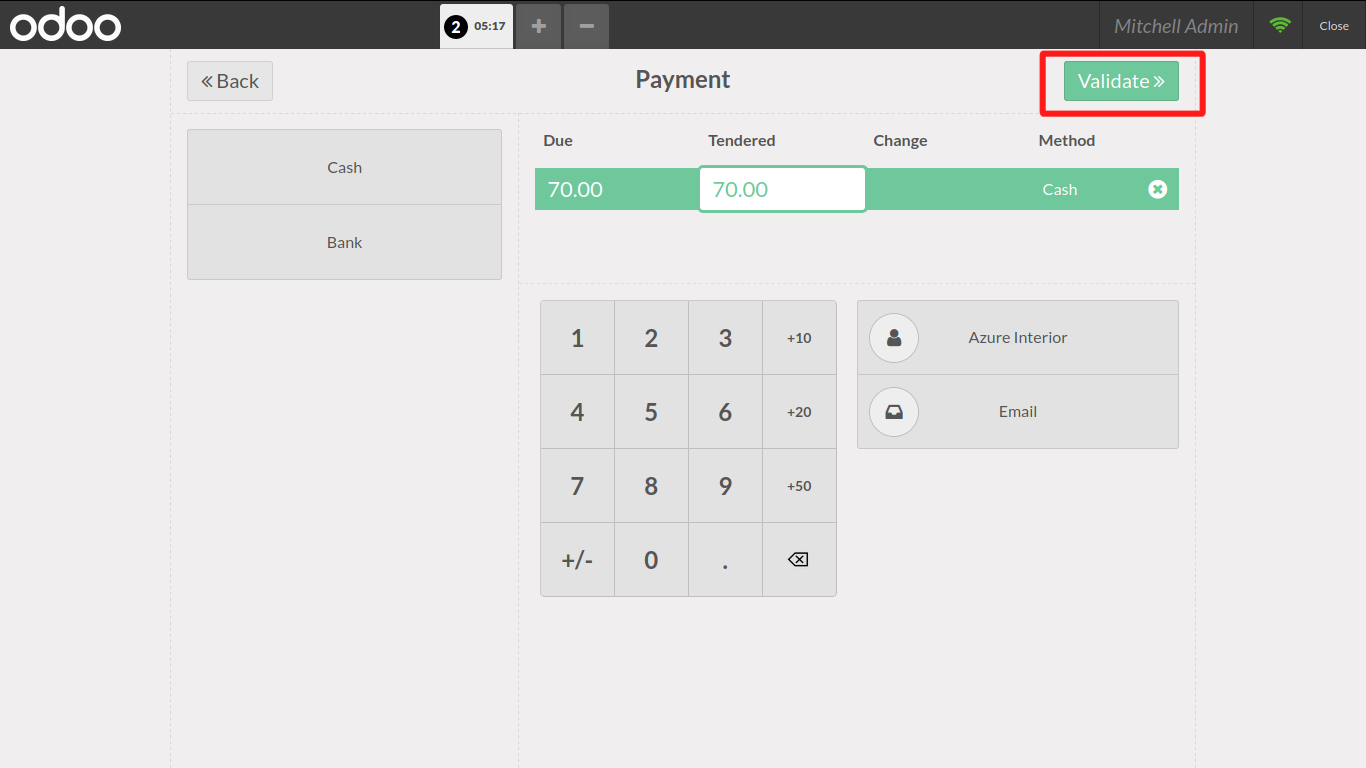 odoo
2 05:17 + −
Mitchell Admin
Close
« Back
Payment
Validate »
Due Tendered Change Method
70.00 70.00 Cash
Cash
Bank
1 2 3 +10
4 5 6 +20
7 8 9 +50
+/- 0 .
Azure Interior
Email